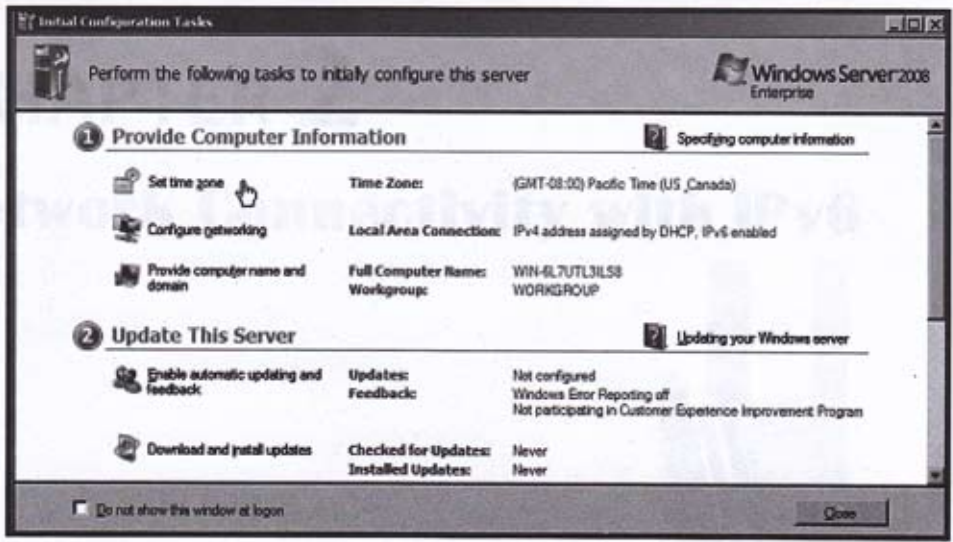 Initial Configuration Tasks
Perform the following tasks to initially configure this server
Windows Server 2008
Enterprise
1 Provide Computer Information
Specifying computer information
Set time zone
Time Zone: (GMT-08:00) Pacific Time (US _Canada)
Configure networking
Local Area Connection: IPv4 address assigned by DHCP, IPv6 enabled
Provide computer name and domain
Full Computer Name: WIN-6L7UTL3ILS8
Workgroup: WORKGROUP
2 Update This Server
Updating your Windows server
Enable automatic updating and feedback
Updates: Not configured
Feedback: Windows Error Reporting off
Not participating in Customer Experience Improvement Program
Download and install updates
Checked for Updates: Never
Installed Updates: Never
Do not show this window at logon
Close